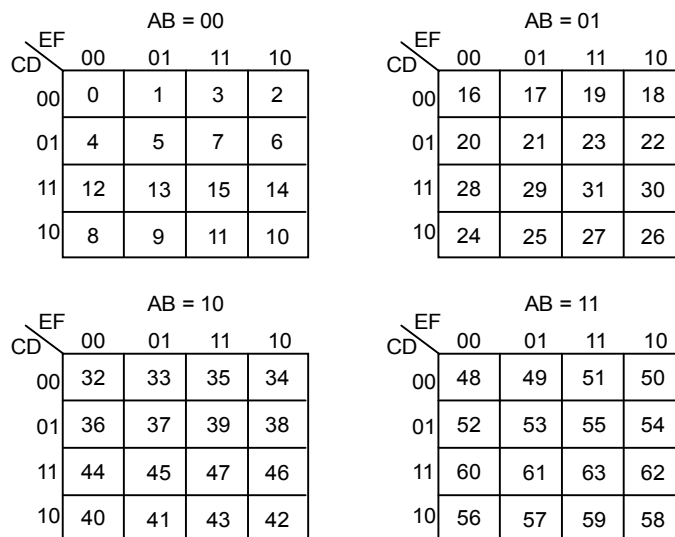 AB = 00
EF
CD 00 01 11 10
00 0 1 3 2
01 4 5 7 6
11 12 13 15 14
10 8 9 11 10
AB = 01
EF
CD 00 01 11 10
00 16 17 19 18
01 20 21 23 22
11 28 29 31 30
10 24 25 27 26
AB = 10
EF
CD 00 01 11 10
00 32 33 35 34
01 36 37 39 38
11 44 45 47 46
10 40 41 43 42
AB = 11
EF
CD 00 01 11 10
00 48 49 51 50
01 52 53 55 54
11 60 61 63 62
10 56 57 59 58